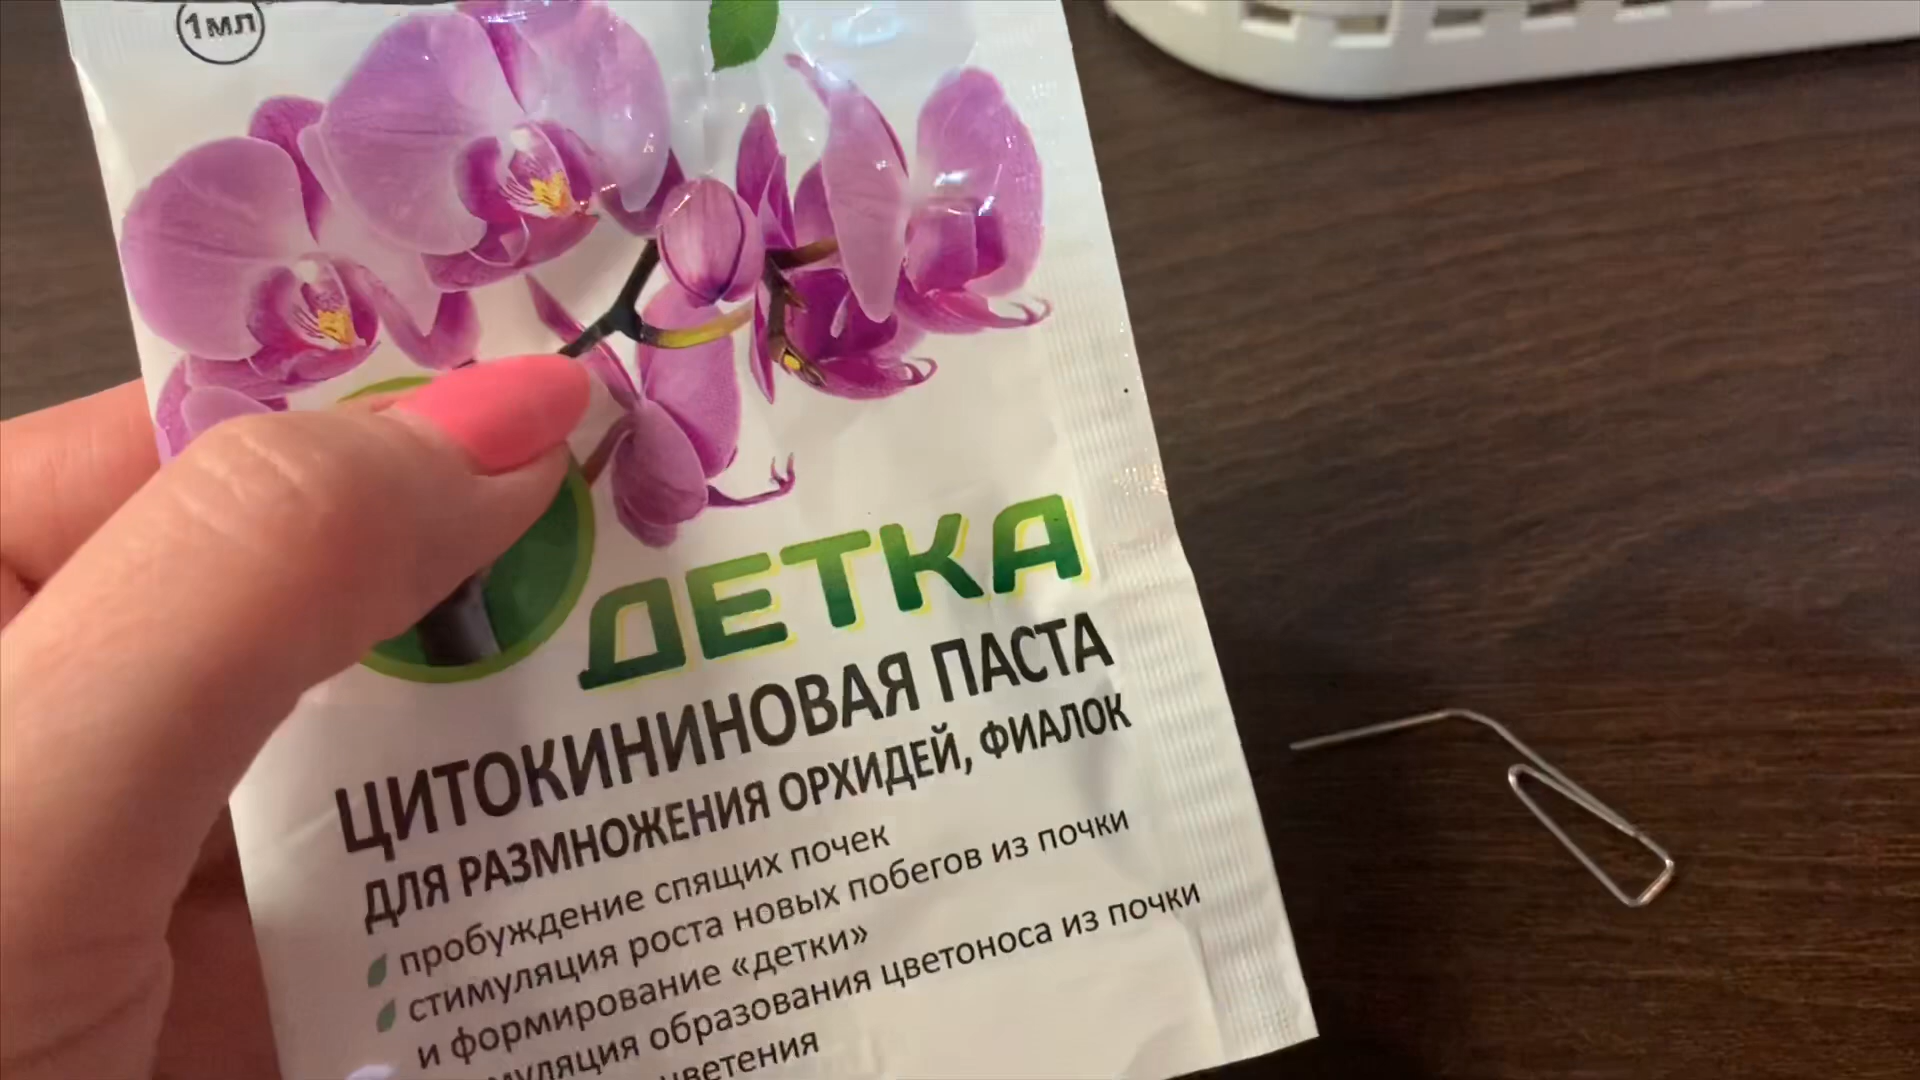 1мл
ДЕТКА
ЦИТОКИНИНОВАЯ ПАСТА
ДЛЯ РАЗМНОЖЕНИЯ ОРХИДЕЙ, ФИАЛОК
пробуждение спящих почек
стимуляция роста новых побегов из почки
и формирование «детки»
образования цветоноса из почки